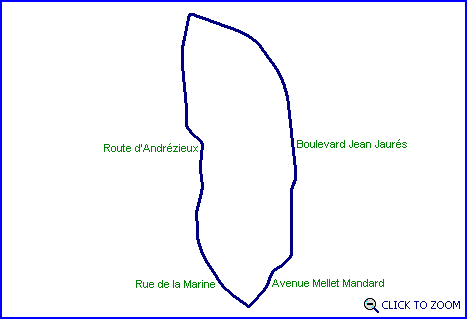 Boulevard Jean Jaurés
Route d'Andrézieux
Rue de la Marine
Avenue Mellet Mandard
CLICK TO ZOOM